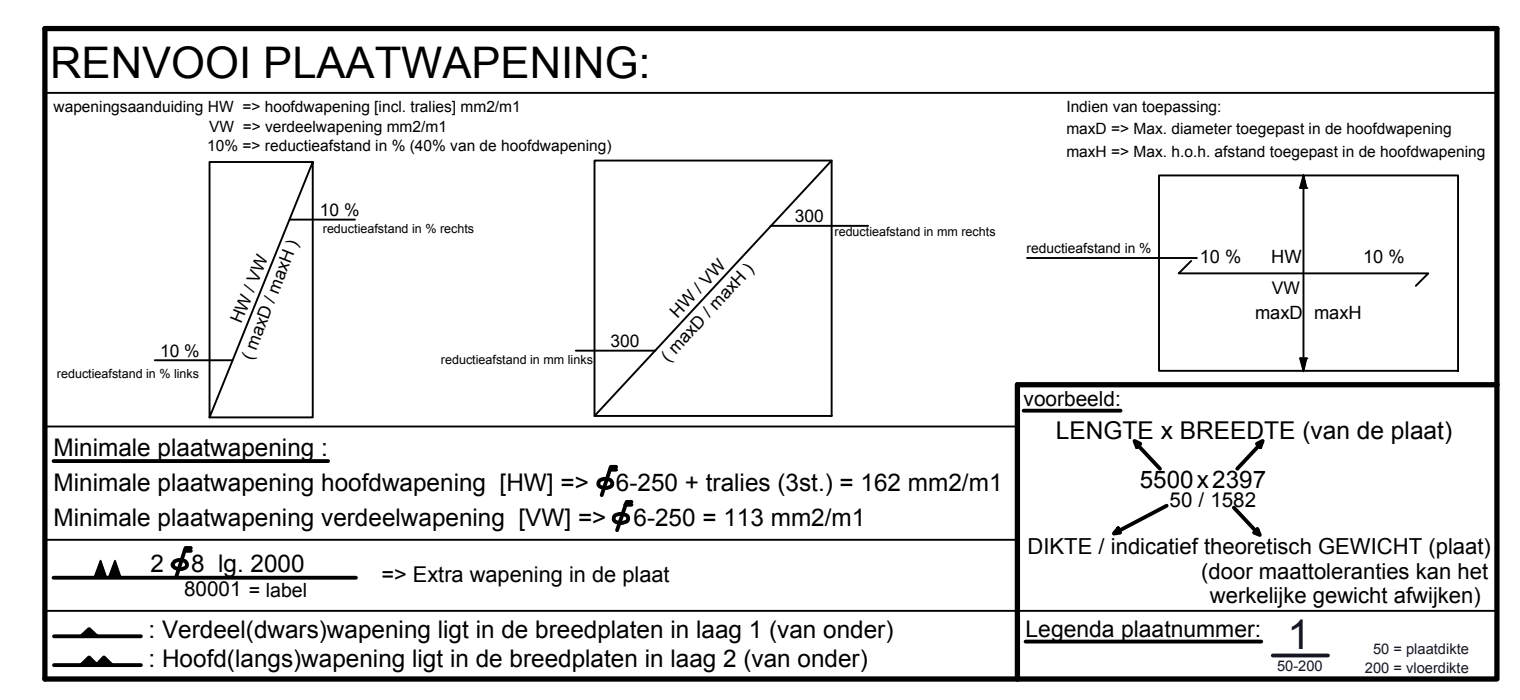 RENVOOI PLAATWAPENING:
wapeningsaanduiding HW => hoofdwapening [incl. tralies] mm2/m1
VW => verdeelwapening mm2/m1
10% => reductieafstand in % (40% van de hoofdwapening)
10 %
reductieafstand in % rechts
HW / VW
( maxD / maxH )
10 %
reductieafstand in % links
300
reductieafstand in mm rechts
HW / VW
( maxD / maxH )
300
reductieafstand in mm links
Indien van toepassing:
maxD => Max. diameter toegepast in de hoofdwapening
maxH => Max. h.o.h. afstand toegepast in de hoofdwapening
reductieafstand in %
10 % HW 10 %
VW
maxD maxH
Minimale plaatwapening :
Minimale plaatwapening hoofdwapening [HW] => ϕ6-250 + tralies (3st.) = 162 mm2/m1
Minimale plaatwapening verdeelwapening [VW] => ϕ6-250 = 113 mm2/m1
2 ϕ8 lg. 2000
80001 = label
=> Extra wapening in de plaat
: Verdeel(dwars)wapening ligt in de breedplaten in laag 1 (van onder)
: Hoofd(langs)wapening ligt in de breedplaten in laag 2 (van onder)
voorbeeld:
LENGTE x BREEDTE (van de plaat)
5500 x 2397
50 / 1582
DIKTE / indicatief theoretisch GEWICHT (plaat)
(door maattoleranties kan het
werkelijke gewicht afwijken)
Legenda plaatnummer:
1
50-200
50 = plaatdikte
200 = vloerdikte